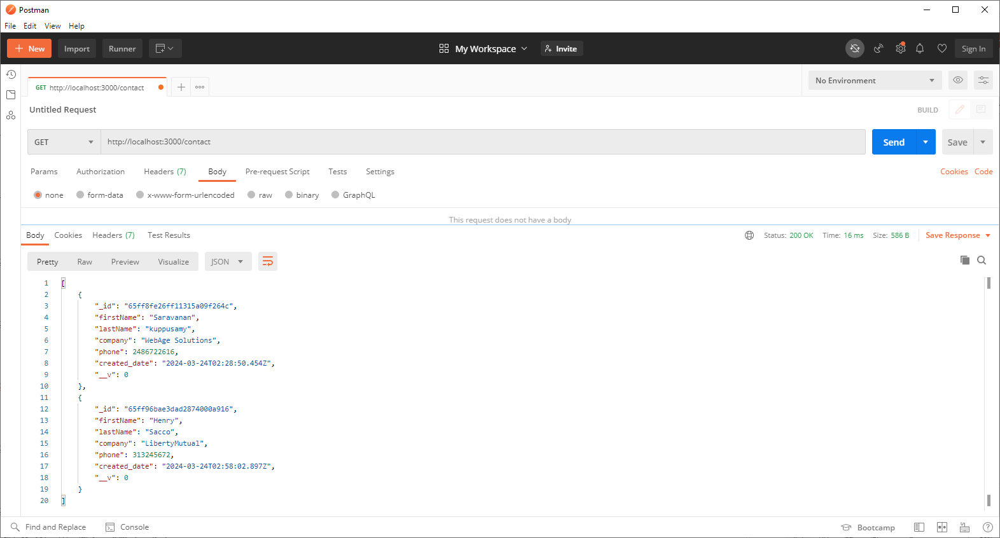 Postman
File Edit View Help
New Import Runner My Workspace Invite Sign In
GET http://localhost:3000/contact No Environment
Untitled Request BUILD
GET http://localhost:3000/contact Send Save
Params Authorization Headers (7) Body Pre-request Script Tests Settings Cookies Code
none form-data x-www-form-urlencoded raw binary GraphQL
This request does not have a body
Body Cookies Headers (7) Test Results Status: 200 OK Time: 16 ms Size: 586 B Save Response
Pretty Raw Preview Visualize JSON
1 [
2 {
3 "_id": "65ff8fe26ff11315a09f264c",
4 "firstName": "Saravanan",
5 "lastName": "kuppusamy",
6 "company": "WebAge Solutions",
7 "phone": 2486722616,
8 "created_date": "2024-03-24T02:28:50.454Z",
9 "__v": 0
10 },
11 {
12 "_id": "65ff96bae3dad2874000a916",
13 "firstName": "Henry",
14 "lastName": "Sacco",
15 "company": "LibertyMutual",
16 "phone": 313245672,
17 "created_date": "2024-03-24T02:58:02.897Z",
18 "__v": 0
19 }
20 ]
Find and Replace Console Bootcamp